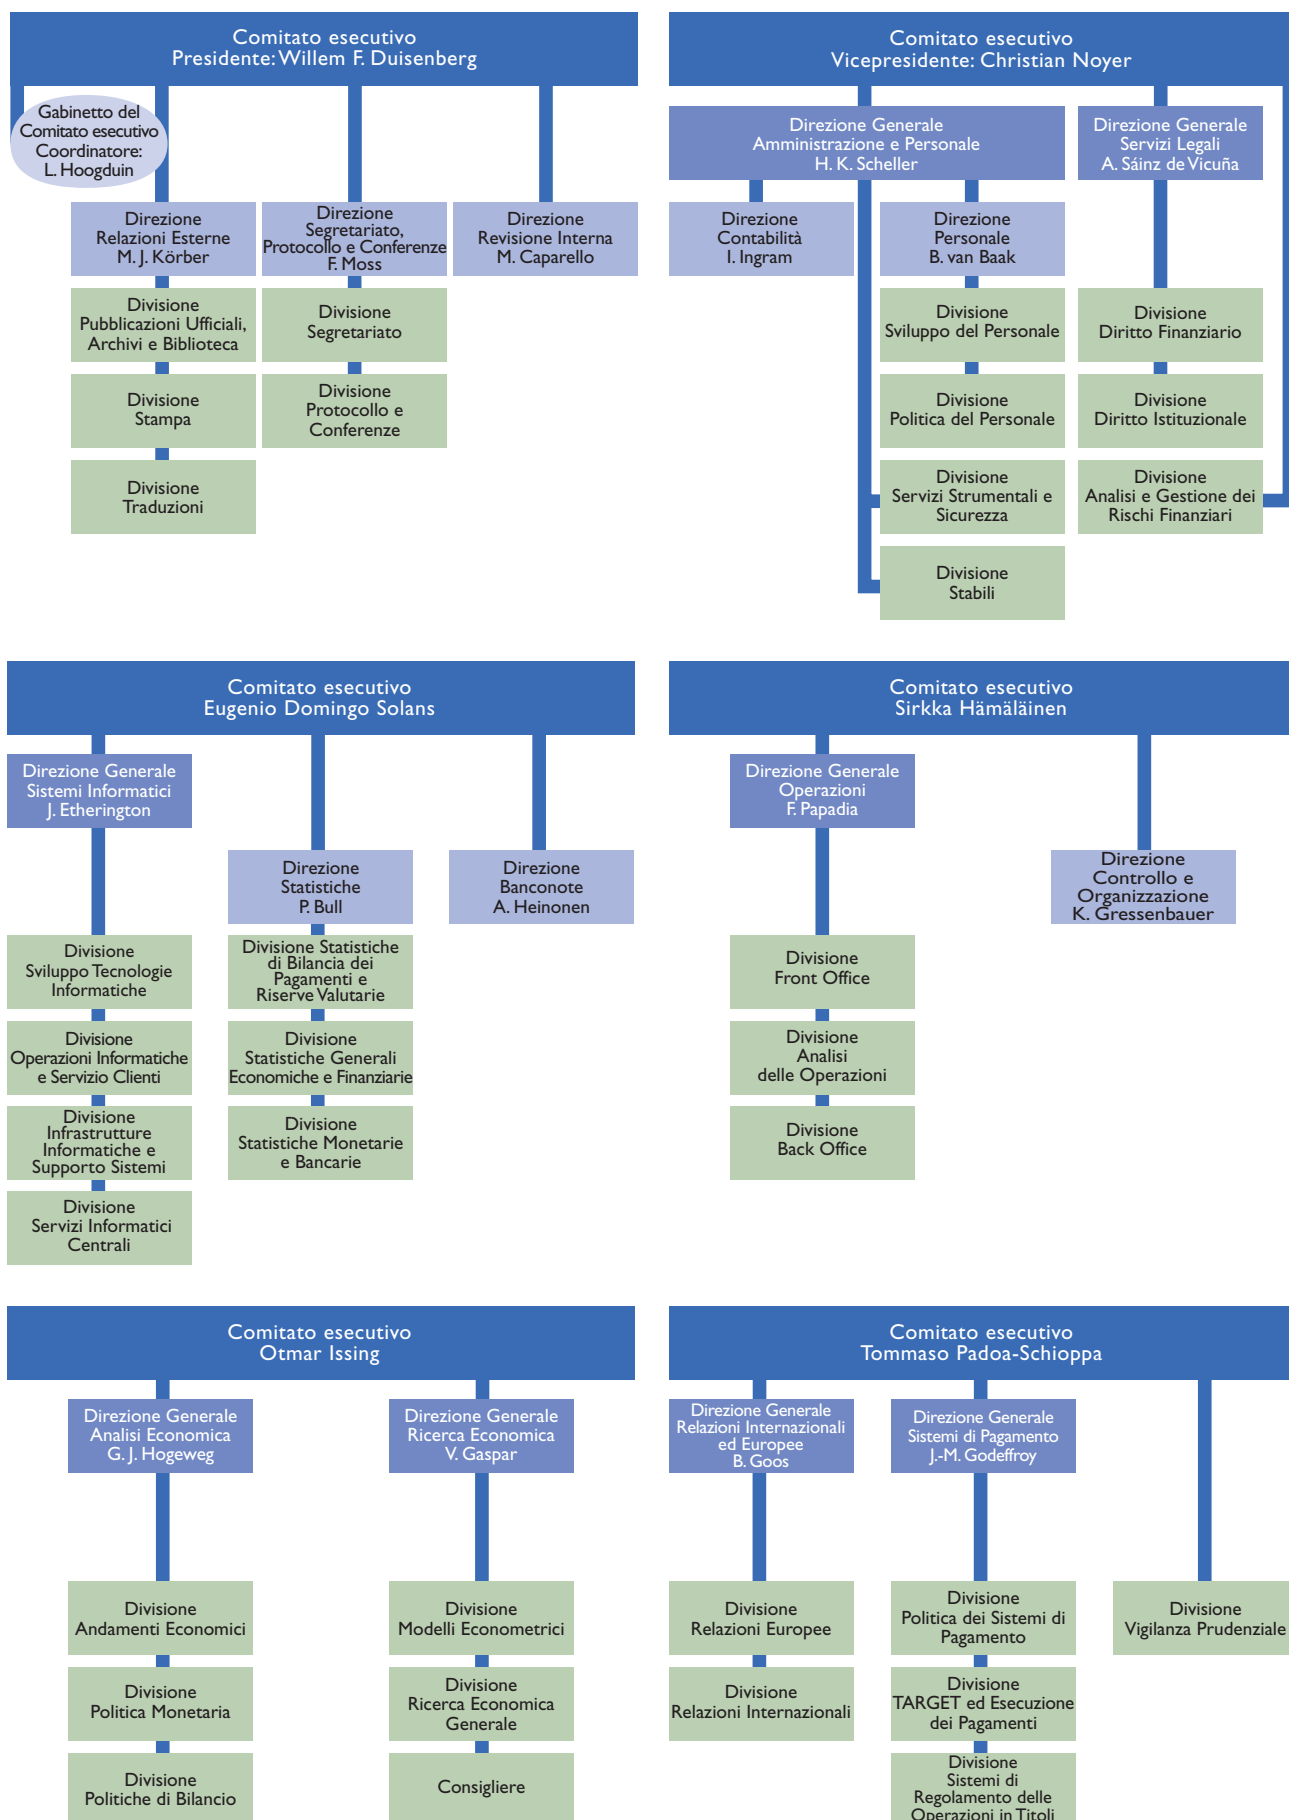 Comitato esecutivo
Presidente: Willem F. Duisenberg
Gabinetto del
Comitato esecutivo
Coordinatore:
L. Hoogduin
Direzione
Relazioni Esterne
M. J. Körber
Divisione
Pubblicazioni Ufficiali,
Archivi e Biblioteca
Divisione
Stampa
Divisione
Traduzioni
Direzione
Segretariato,
Protocollo e Conferenze
F. Moss
Divisione
Segretariato
Divisione
Protocollo e
Conferenze
Direzione
Revisione Interna
M. Caparello
Comitato esecutivo
Vicepresidente: Christian Noyer
Direzione Generale
Amministrazione e Personale
H. K. Scheller
Direzione
Contabilità
I. Ingram
Direzione
Personale
B. van Baak
Divisione
Sviluppo del Personale
Divisione
Politica del Personale
Divisione
Servizi Strumentali e
Sicurezza
Divisione
Stabili
Direzione Generale
Servizi Legali
A. Sáinz de Vicuña
Divisione
Diritto Finanziario
Divisione
Diritto Istituzionale
Divisione
Analisi e Gestione dei
Rischi Finanziari
Comitato esecutivo
Eugenio Domingo Solans
Direzione Generale
Sistemi Informatici
J. Etherington
Divisione
Sviluppo Tecnologie
Informatiche
Divisione
Operazioni Informatiche
e Servizio Clienti
Divisione
Infrastrutture
Informatiche e
Supporto Sistemi
Divisione
Servizi Informatici
Centrali
Direzione
Statistiche
P. Bull
Divisione Statistiche
di Bilancia dei
Pagamenti e
Riserve Valutarie
Divisione
Statistiche Generali
Economiche e Finanziarie
Divisione
Statistiche Monetarie
e Bancarie
Direzione
Banconote
A. Heinonen
Comitato esecutivo
Sirkka Hämäläinen
Direzione Generale
Operazioni
F. Papadia
Divisione
Front Office
Divisione
Analisi
delle Operazioni
Divisione
Back Office
Direzione
Controllo e
Organizzazione
K. Gressenbauer
Comitato esecutivo
Otmar Issing
Direzione Generale
Analisi Economica
G. J. Hogeweg
Divisione
Andamenti Economici
Divisione
Politica Monetaria
Divisione
Politiche di Bilancio
Direzione Generale
Ricerca Economica
V. Gaspar
Divisione
Modelli Econometrici
Divisione
Ricerca Economica
Generale
Consigliere
Comitato esecutivo
Tommaso Padoa-Schioppa
Direzione Generale
Relazioni Internazionali
ed Europee
B. Goos
Divisione
Relazioni Europee
Divisione
Relazioni Internazionali
Direzione Generale
Sistemi di Pagamento
J.-M. Godeffroy
Divisione
Politica dei Sistemi di
Pagamento
Divisione
TARGET ed Esecuzione
dei Pagamenti
Divisione
Sistemi di
Regolamento delle
Operazioni in Titoli
Divisione
Vigilanza Prudenziale